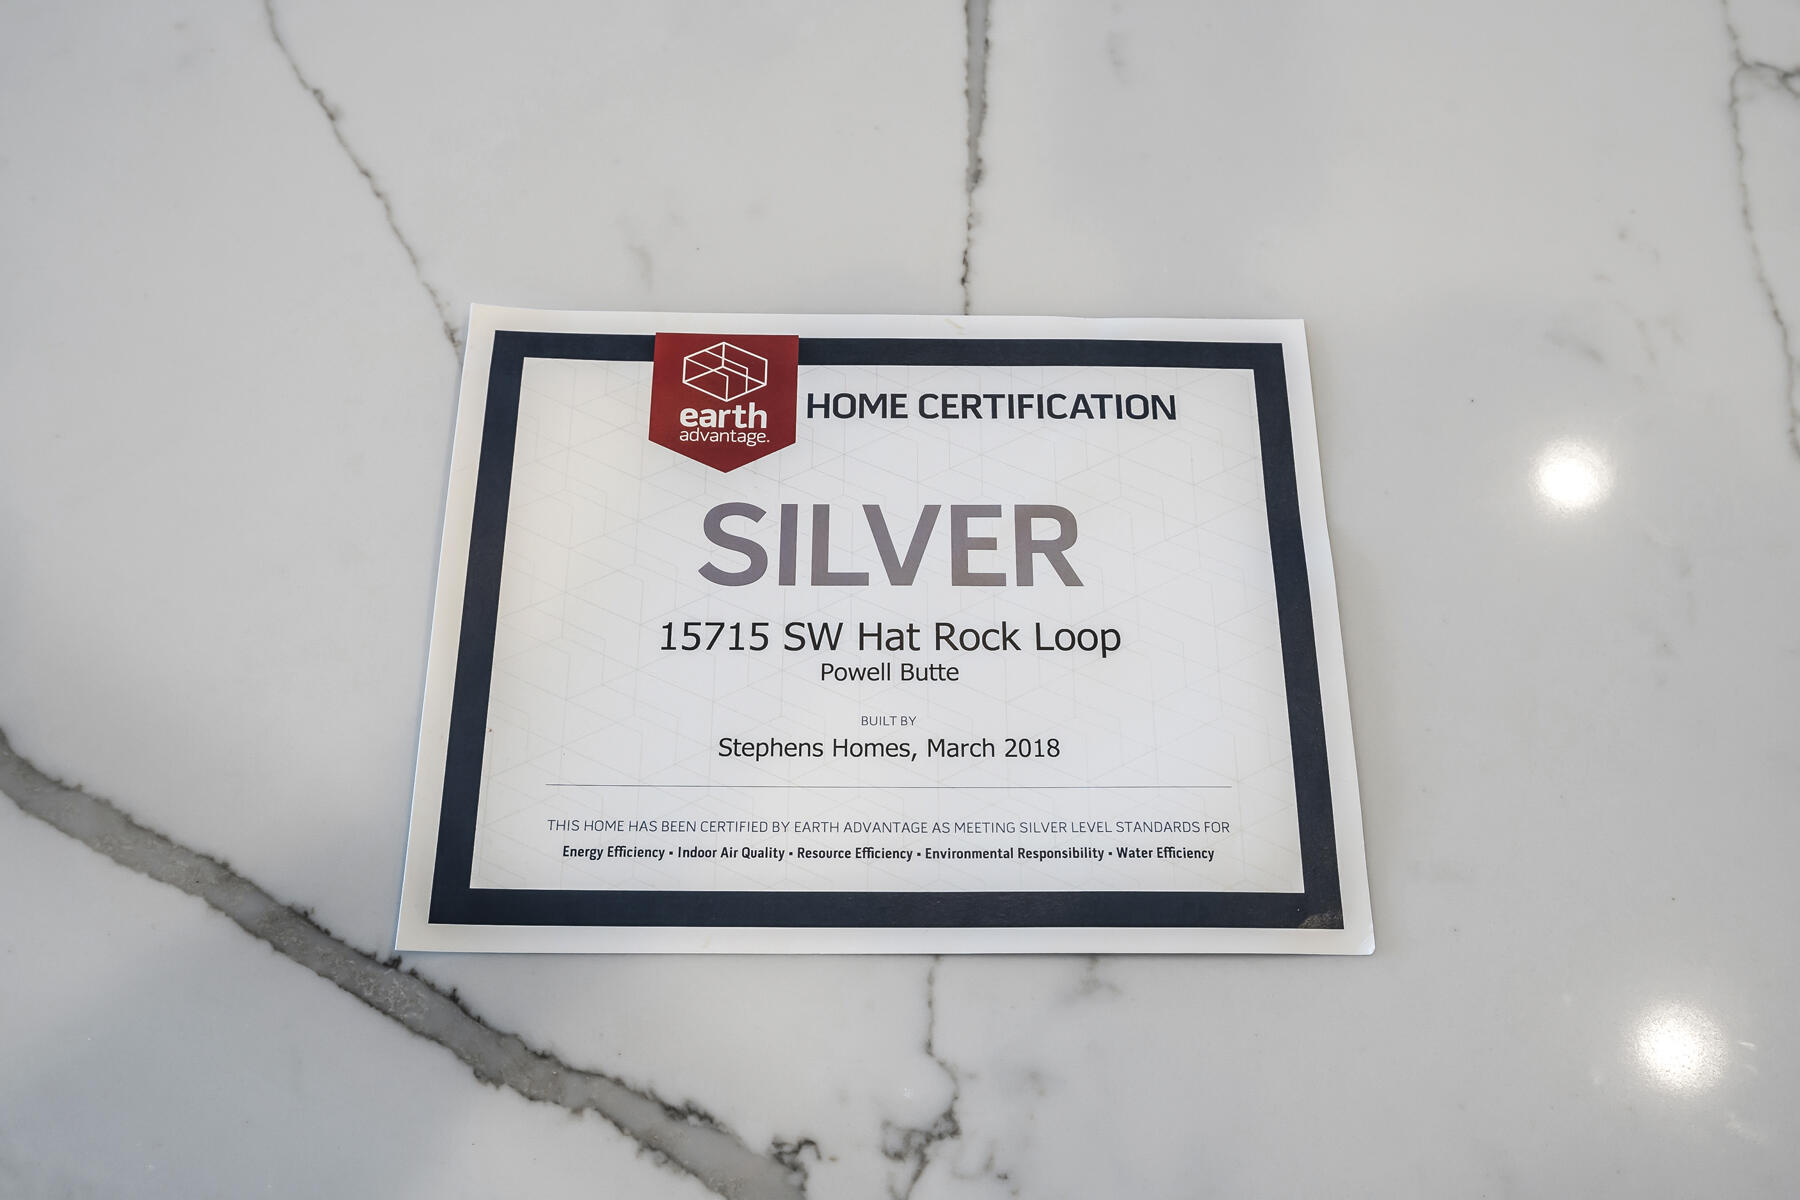 earth
advantage.
HOME CERTIFICATION
SILVER
15715 SW Hat Rock Loop
Powell Butte
BUILT BY
Stephens Homes, March 2018
THIS HOME HAS BEEN CERTIFIED BY EARTH ADVANTAGE AS MEETING SILVER LEVEL STANDARDS FOR
Energy Efficiency ▪ Indoor Air Quality ▪ Resource Efficiency ▪ Environmental Responsibility ▪ Water Efficiency